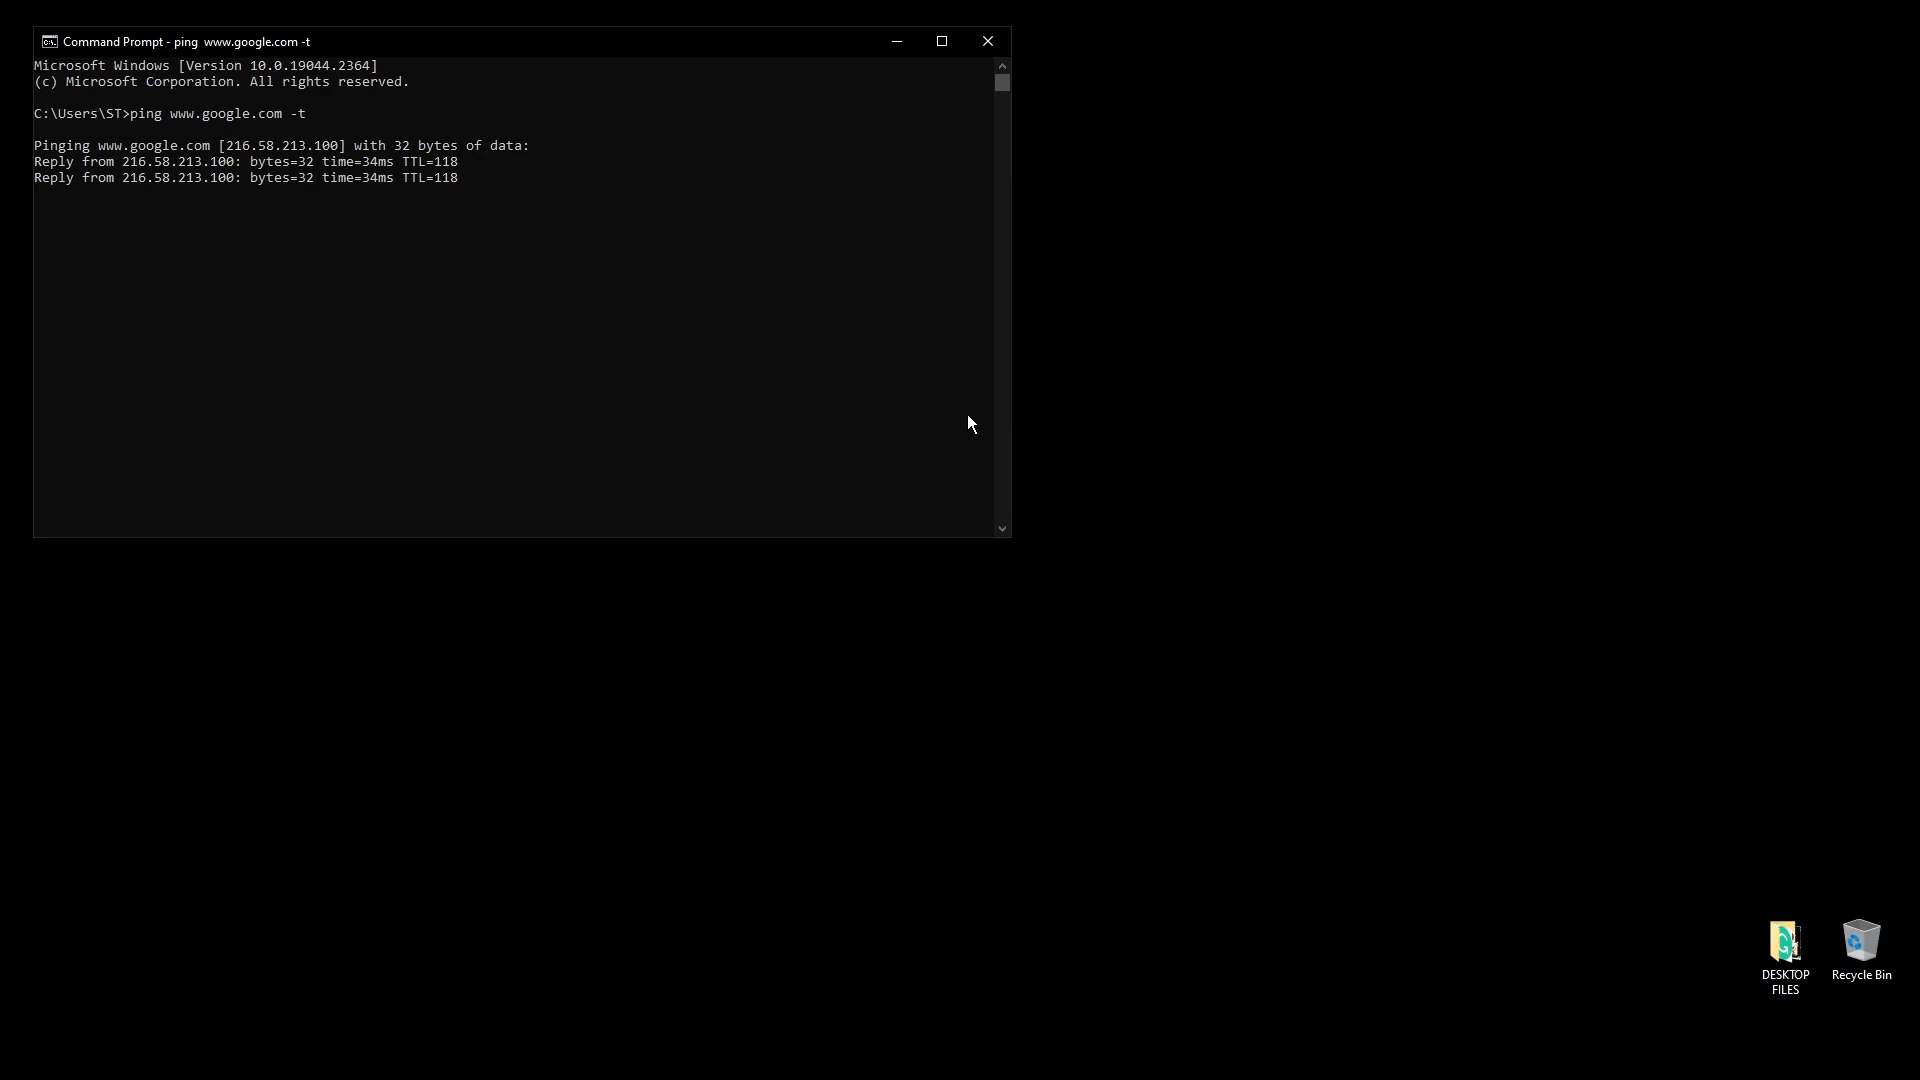 Command Prompt - ping  www.google.com -t
Microsoft Windows [Version 10.0.19044.2364]
(c) Microsoft Corporation. All rights reserved.
C:\Users\ST>ping www.google.com -t
Pinging www.google.com [216.58.213.100] with 32 bytes of data:
Reply from 216.58.213.100: bytes=32 time=34ms TTL=118
Reply from 216.58.213.100: bytes=32 time=34ms TTL=118
DESKTOP
FILES
Recycle Bin